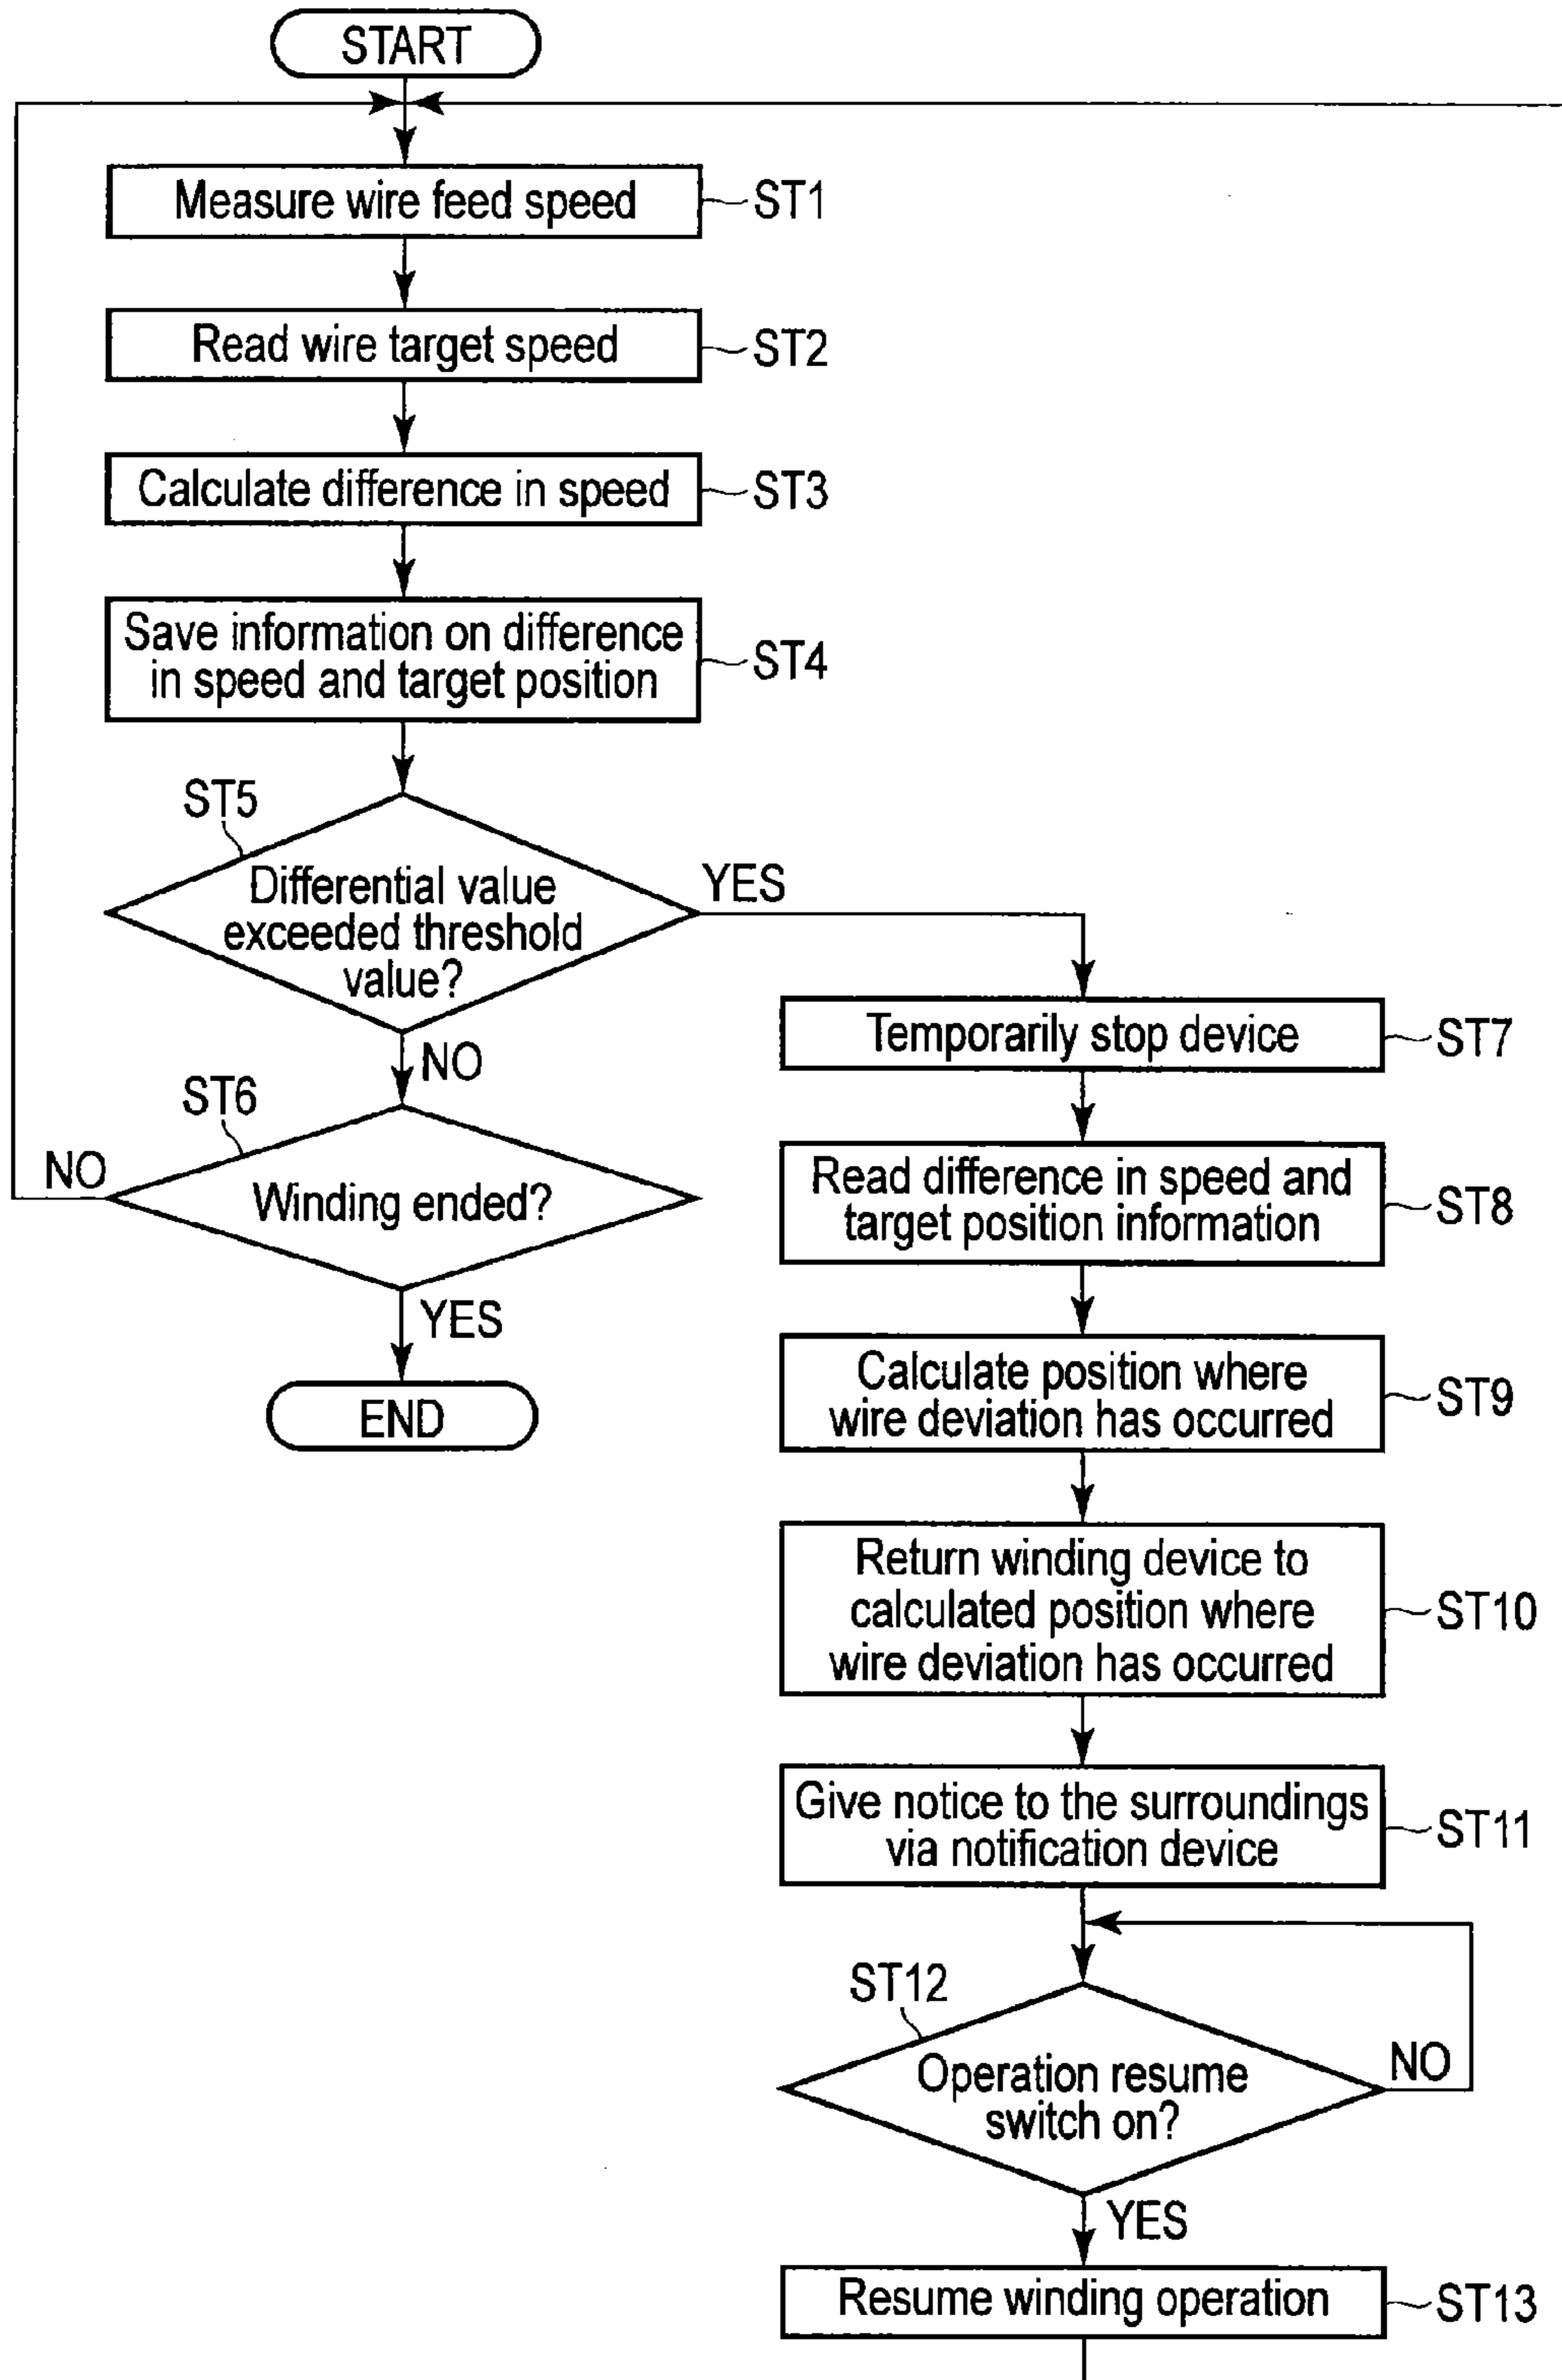 START
Measure wire feed speed
ST1
Read wire target speed
ST2
Calculate difference in speed
ST3
Save information on difference
in speed and target position
ST4
ST5
Differential value
exceeded threshold
value?
YES
NO
ST6
Winding ended?
NO
YES
END
Temporarily stop device
ST7
Read difference in speed and
target position information
ST8
Calculate position where
wire deviation has occurred
ST9
Return winding device to
calculated position where
wire deviation has occurred
ST10
Give notice to the surroundings
via notification device
ST11
ST12
Operation resume
switch on?
NO
YES
Resume winding operation
ST13